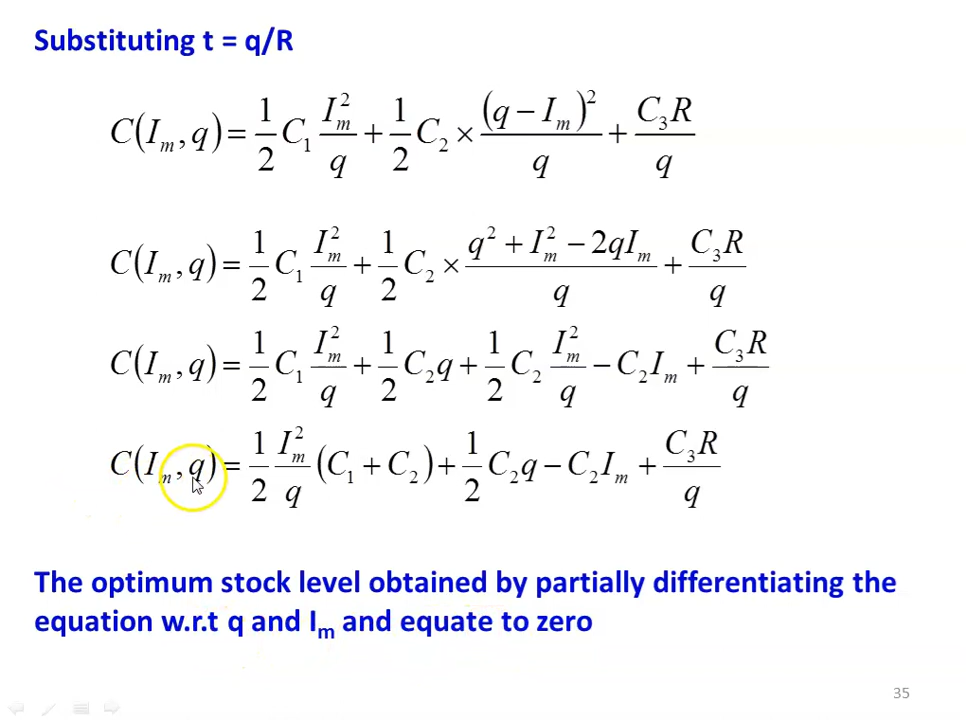 Substituting t = q/R
C(I_m, q) = 1/2 C_1 I_m^2/q + 1/2 C_2 × (q − I_m)^2/q + C_3R/q
C(I_m, q) = 1/2 C_1 I_m^2/q + 1/2 C_2 × q^2 + I_m^2 − 2qI_m/q + C_3R/q
C(I_m, q) = 1/2 C_1 I_m^2/q + 1/2 C_2q + 1/2 C_2 I_m^2/q − C_2I_m + C_3R/q
C(I_m, q) = 1/2 I_m^2/q (C_1 + C_2) + 1/2 C_2q − C_2I_m + C_3R/q
The optimum stock level obtained by partially differentiating the
equation w.r.t q and I_m and equate to zero
35